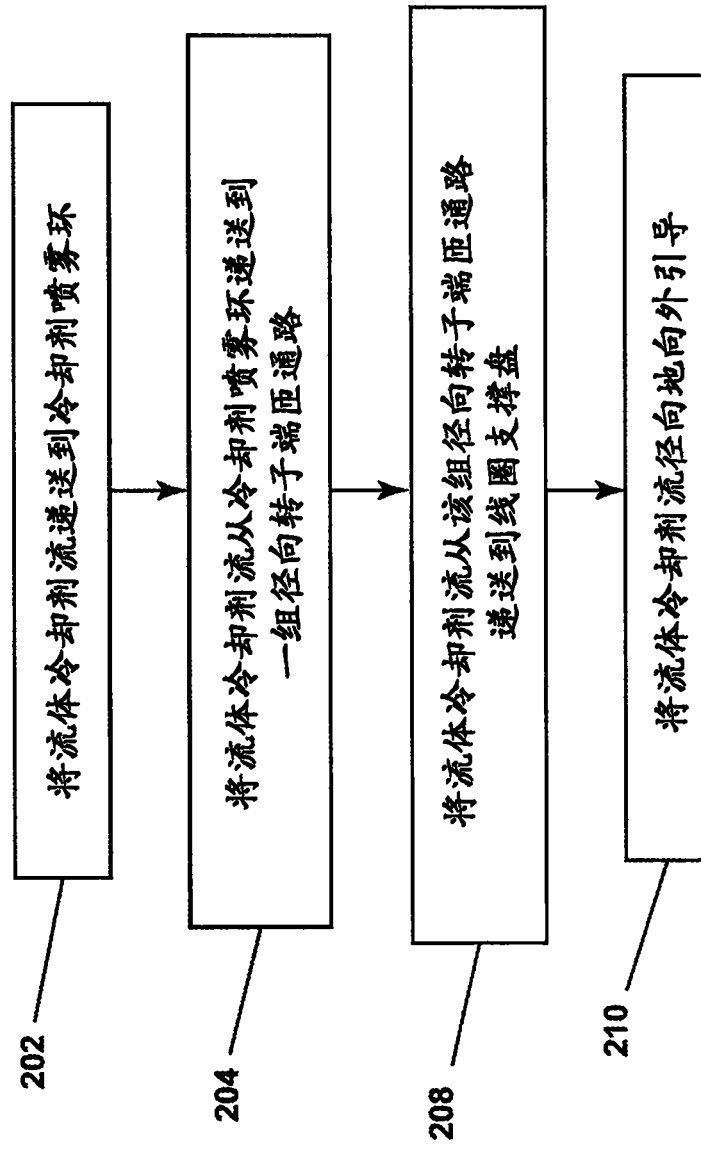 202
将流体冷却剂流递送到冷却剂喷雾环
204
将流体冷却剂流从冷却剂喷雾环递送到
一组径向转子端匝通路
208
将流体冷却剂流从该组径向转子端匝通路
递送到线圈支撑盘
210
将流体冷却剂流径向地向外引导